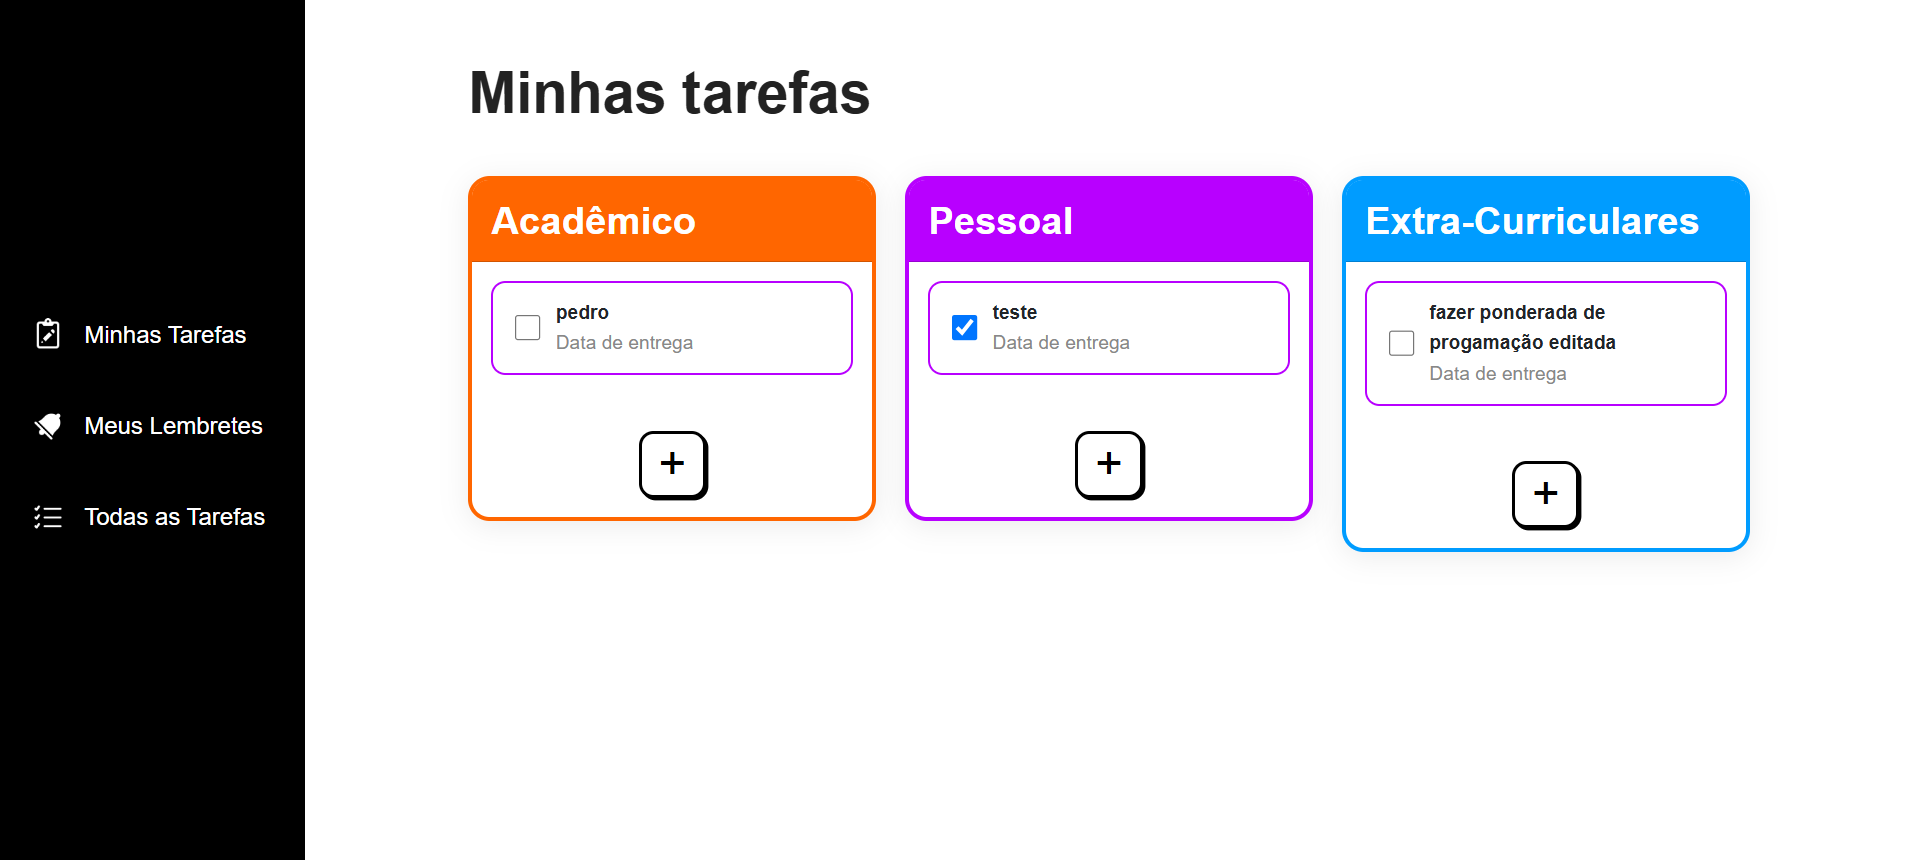 Minhas Tarefas
Meus Lembretes
Todas as Tarefas
Minhas tarefas
Acadêmico
pedro
Data de entrega
+
Pessoal
teste
Data de entrega
+
Extra-Curriculares
fazer ponderada de
progamação editada
Data de entrega
+